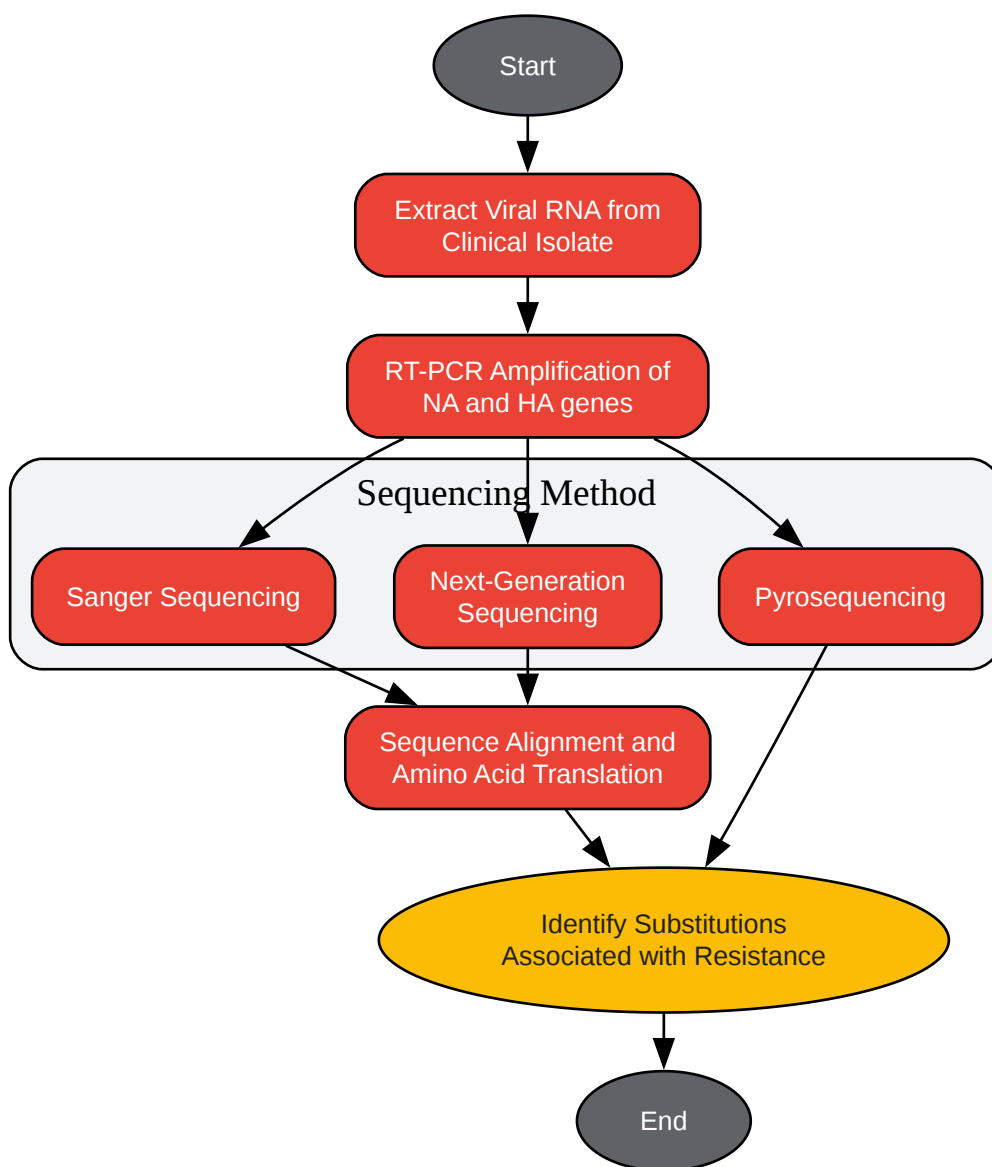 Start
Extract Viral RNA from
Clinical Isolate
RT-PCR Amplification of
NA and HA genes
Sequencing Method
Sanger Sequencing
Next-Generation
Sequencing
Pyrosequencing
Sequence Alignment and
Amino Acid Translation
Identify Substitutions
Associated with Resistance
End